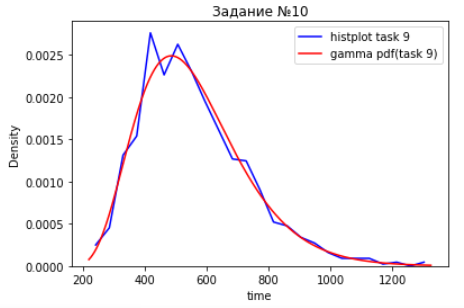 Задание №10
histplot task 9
gamma pdf(task 9)
0.0025
0.0020
0.0015
0.0010
0.0005
0.0000
Density
200 400 600 800 1000 1200
time